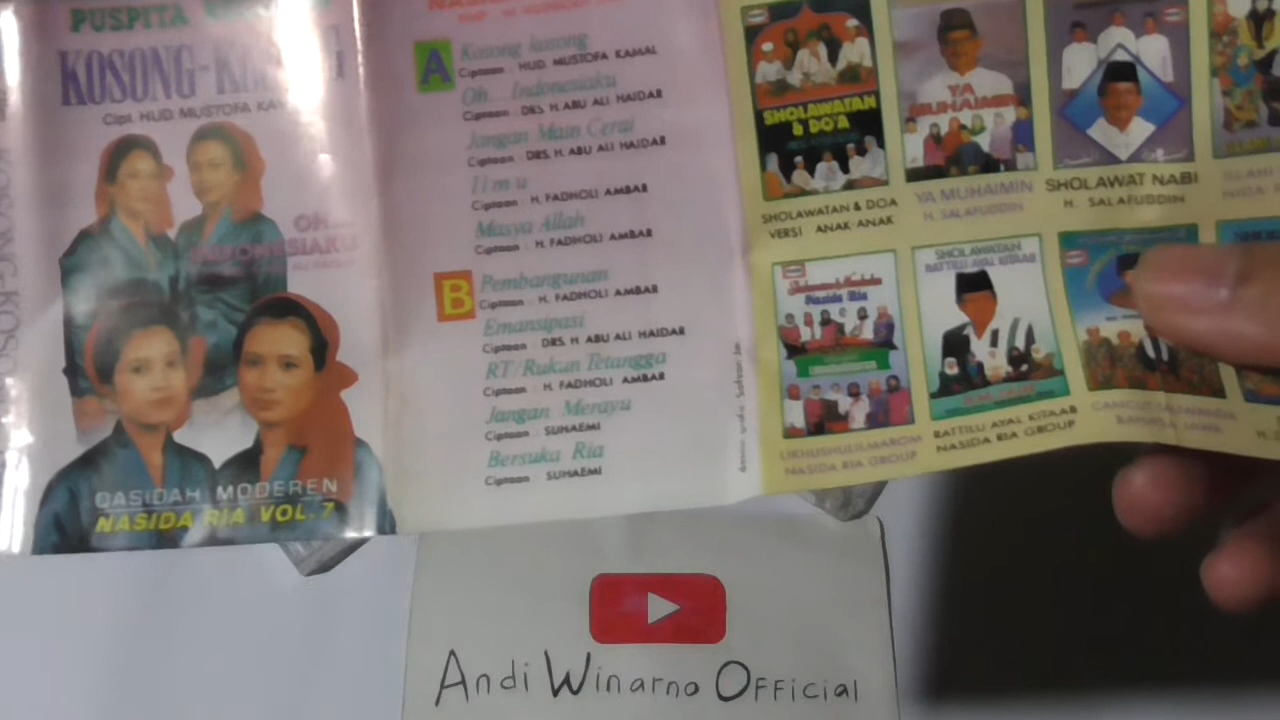 PUSPITA
KOSONG-
Cipt. HUD. MUSTOFA KA
OH...
QASIDAH MODEREN
NASIDA RIA VOL. 7
A
Kosong kosong
Ciptaan : HUD. MUSTOFA KAMAL
Oh... Indonesiaku
Ciptaan : DRS. H. ABU ALI HAIDAR
Jangan Main Cerai
Ciptaan : DRS. H. ABU ALI HAIDAR
Ilmu
Ciptaan : H. FADHOLI AMBAR
Masya Allah
Ciptaan : H. FADHOLI AMBAR
B
Pembangunan
Ciptaan : H. FADHOLI AMBAR
Emansipasi
Ciptaan : DRS. H. ABU ALI HAIDAR
RT/Rukun Tetangga
Ciptaan : H. FADHOLI AMBAR
Jangan Merayu
Ciptaan : SUHAEMI
Bersuka Ria
Ciptaan : SUHAEMI
SHOLAWATAN
& DO'A
SHOLAWATAN & DOA
VERSI ANAK-ANAK
YA
MUHAIMIN
YA MUHAIMIN
H. SALAFUDDIN
SHOLAWAT NABI
H. SALAFUDDIN
Nasida Ria
LIKHUSHULILMAROM
NASIDA RIA GROUP
SHOLAWATAN
RATTILU AYAL KITAAB
RATTILU AYAL KITAAB
NASIDA RIA GROUP
Andi Winarno Official